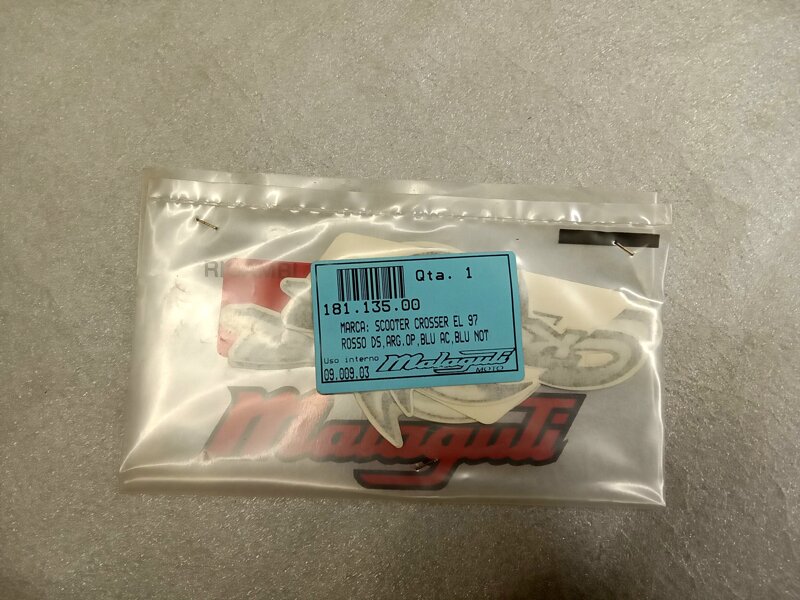 Qta. 1
181.135.00
MARCA: SCOOTER CROSSER EL 97
ROSSO DS,ARG.OP,BLU AC,BLU NOT
Uso interno
09.009.03
Malaguti
MOTO
Malaguti